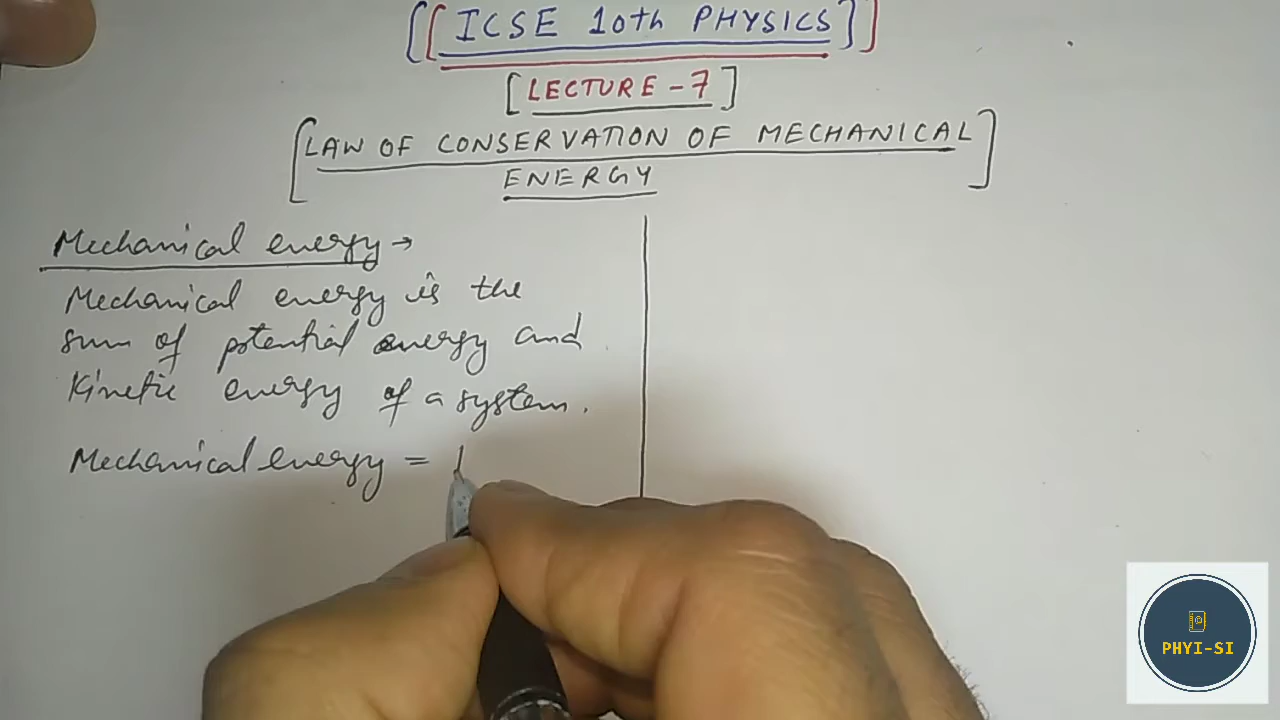 [[ICSE 10th PHYSICS]]
[LECTURE-7]
[LAW OF CONSERVATION OF MECHANICAL
ENERGY]
Mechanical energy →
Mechanical energy is the
sum of potential energy and
Kinetic energy of a system.
Mechanical energy =
PHYI-SI